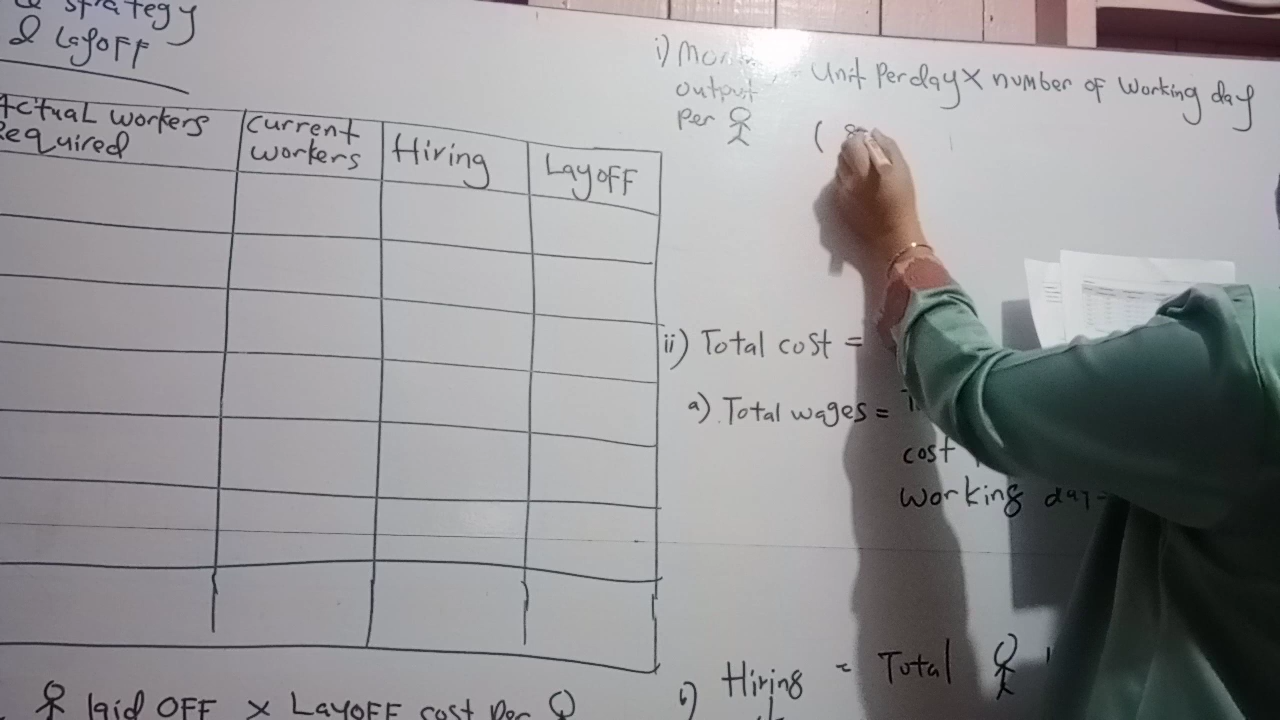 strategy
& LayOFF
Actual workers
Required
current
workers
Hiring
LayOFF
i)
output
per
= Unit Per day X number of Working day
(
ii) Total cost =
a). Total wages =
cost
working day
b) Hiring = Total
laid OFF X LayOFF cost per